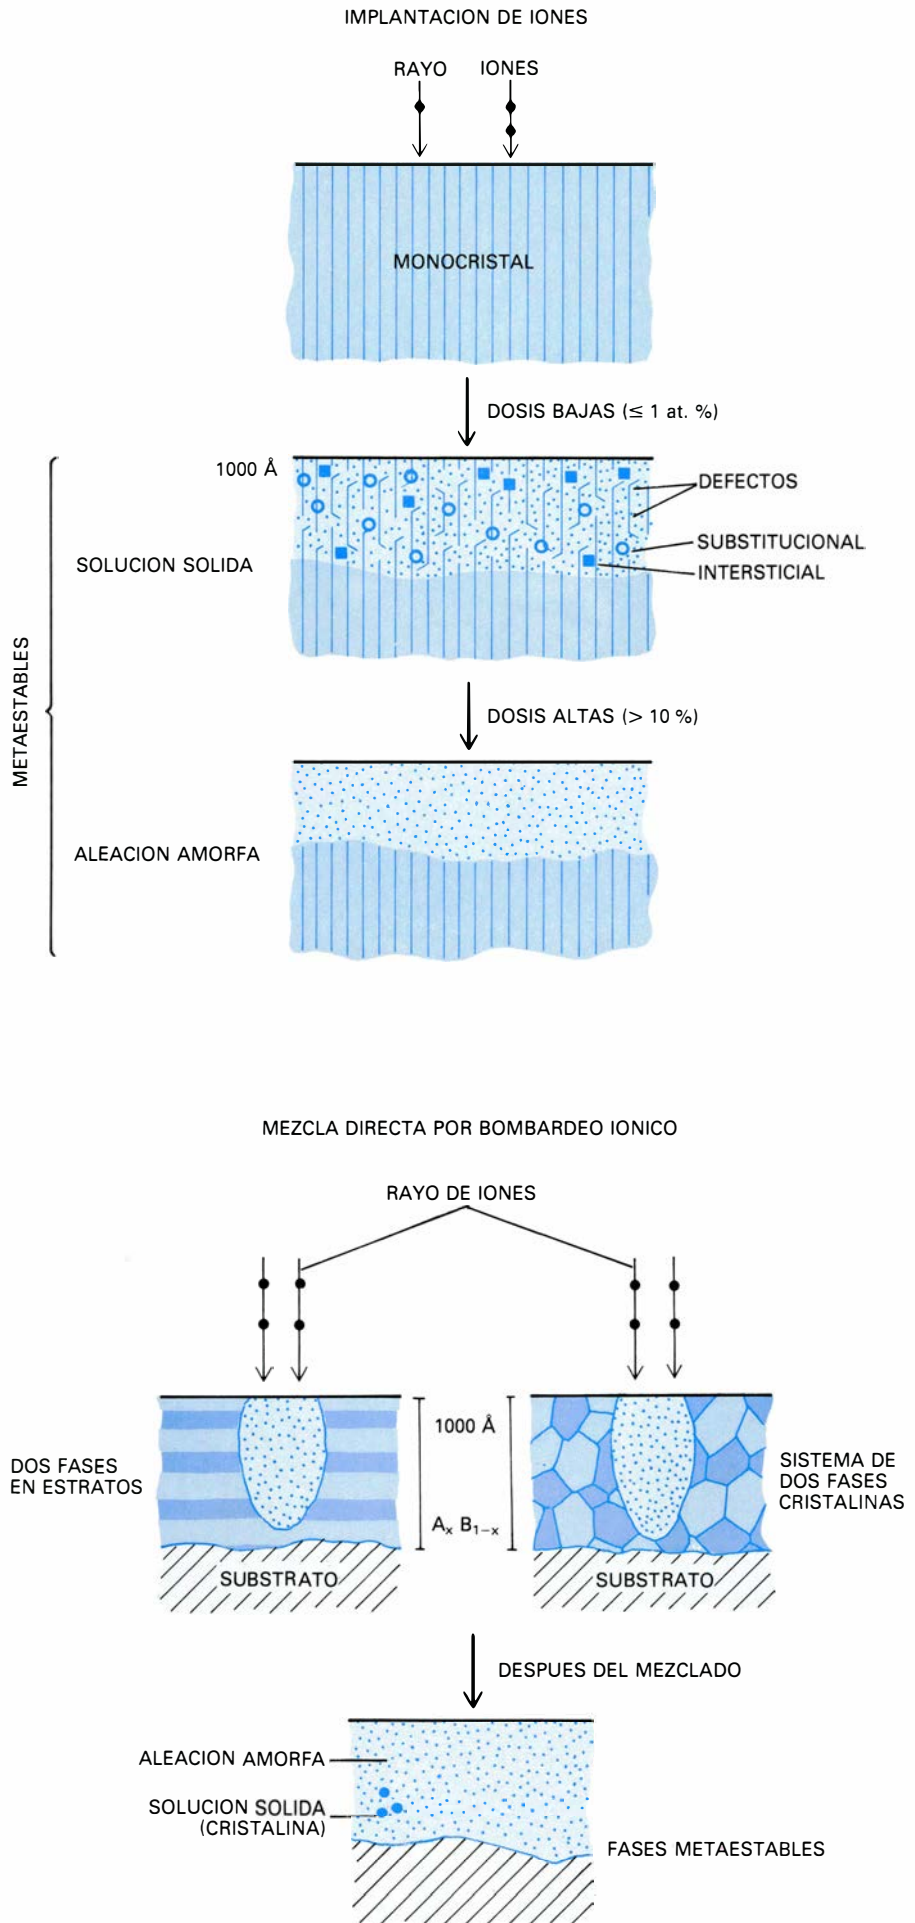 IMPLANTACION DE IONES
RAYO IONES
MONOCRISTAL
DOSIS BAJAS (≤ 1 at. %)
1000 Å
DEFECTOS
SUBSTITUCIONAL
INTERSTICIAL
SOLUCION SOLIDA
METAESTABLES
DOSIS ALTAS (> 10 %)
ALEACION AMORFA
MEZCLA DIRECTA POR BOMBARDEO IONICO
RAYO DE IONES
DOS FASES
EN ESTRATOS
1000 Å
Aₓ B₁₋ₓ
SISTEMA DE
DOS FASES
CRISTALINAS
SUBSTRATO
SUBSTRATO
DESPUES DEL MEZCLADO
ALEACION AMORFA
SOLUCION SOLIDA
(CRISTALINA)
FASES METAESTABLES